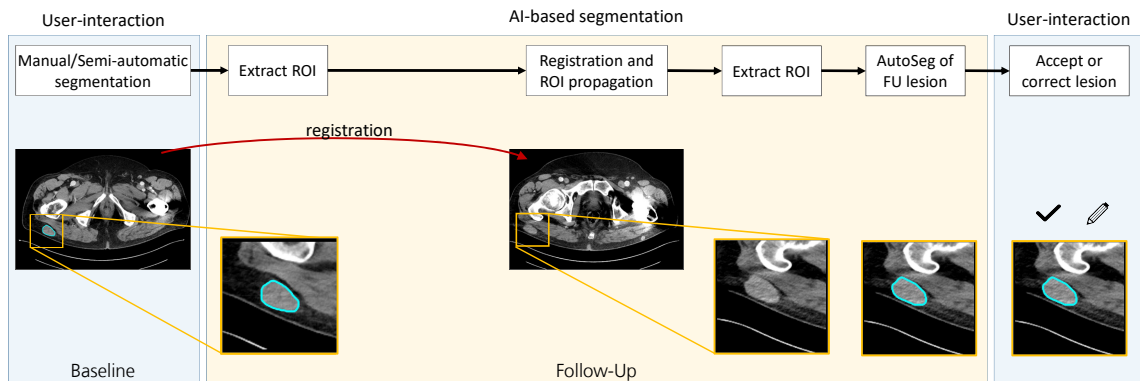 User-interaction
AI-based segmentation
User-interaction
Manual/Semi-automatic
segmentation
Extract ROI
Registration and
ROI propagation
Extract ROI
AutoSeg of
FU lesion
Accept or
correct lesion
registration
Baseline
Follow-Up